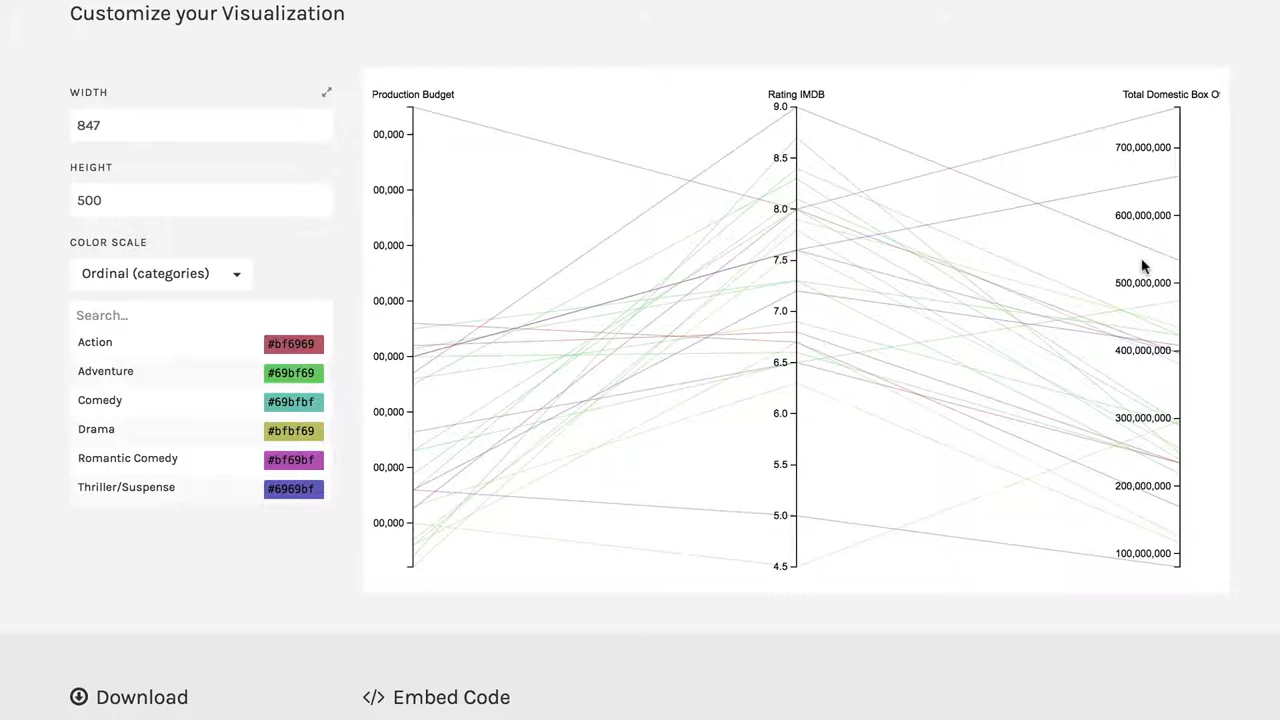 Customize your Visualization
WIDTH
847
HEIGHT
500
COLOR SCALE
Ordinal (categories)
Search...
Action #bf6969
Adventure #69bf69
Comedy #69bfbf
Drama #bfbf69
Romantic Comedy #bf69bf
Thriller/Suspense #6969bf
Production Budget
00,000
00,000
00,000
00,000
00,000
00,000
00,000
00,000
Rating IMDB
9.0
8.5
8.0
7.5
7.0
6.5
6.0
5.5
5.0
4.5
Total Domestic Box O
700,000,000
600,000,000
500,000,000
400,000,000
300,000,000
200,000,000
100,000,000
Download
</> Embed Code